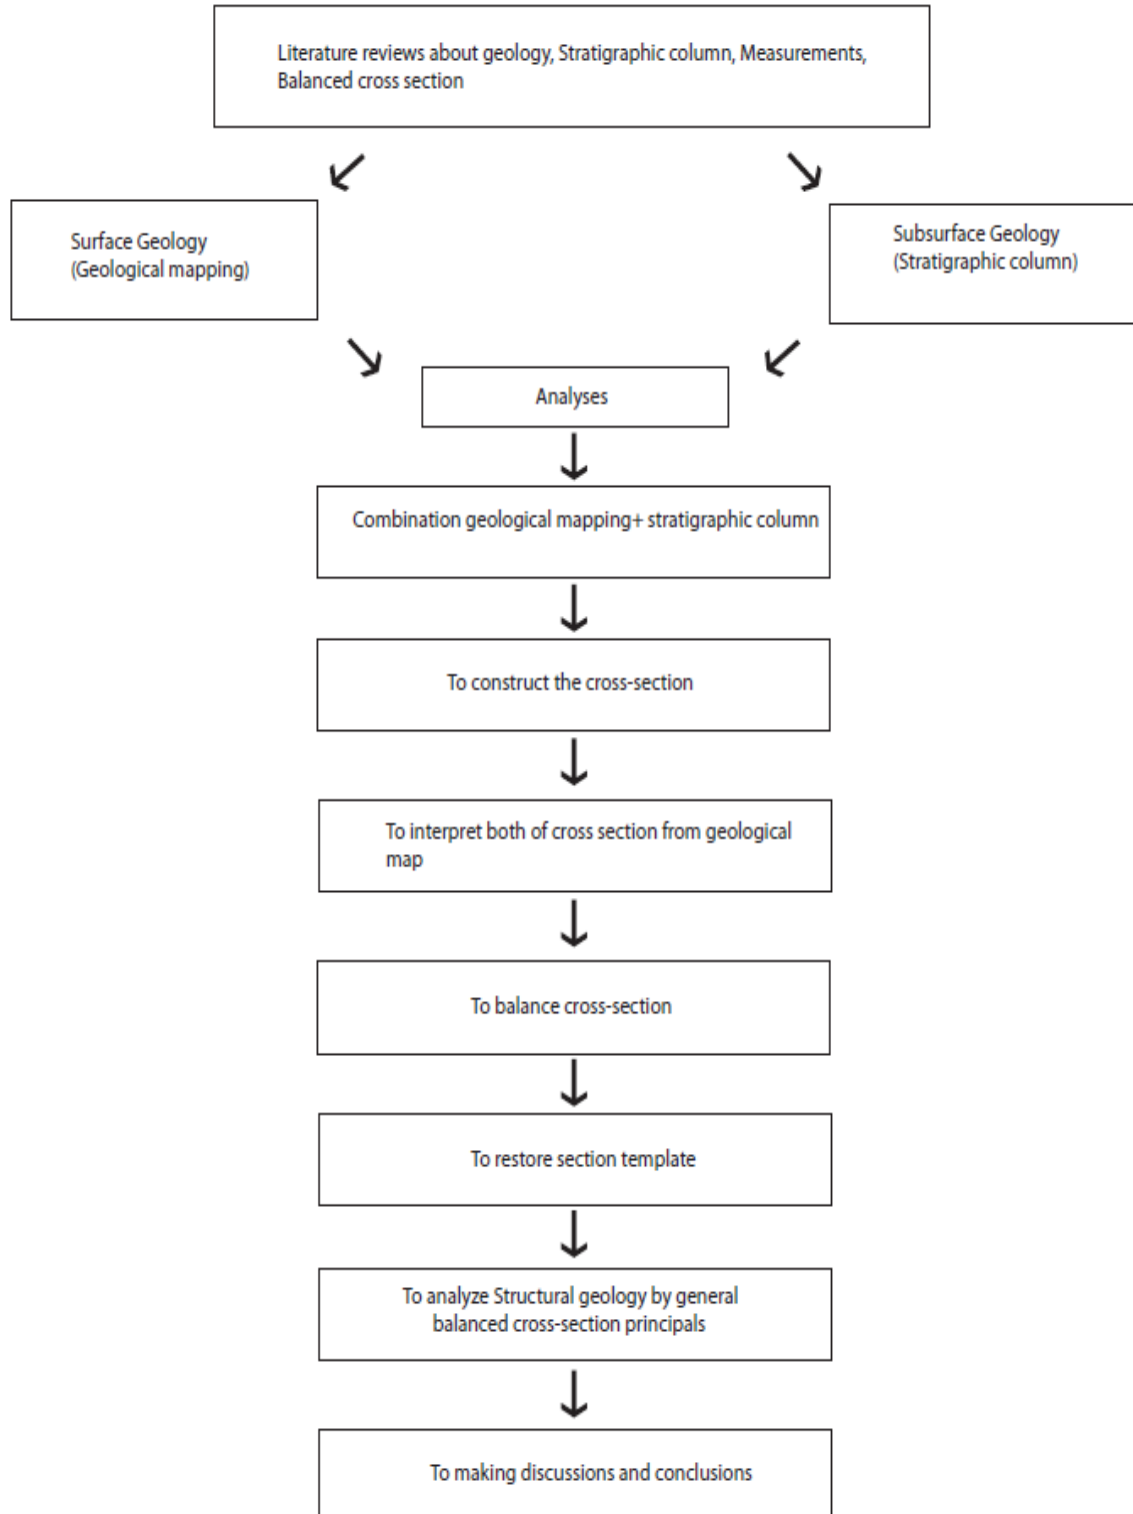 Literature reviews about geology, Stratigraphic column, Measurements,
Balanced cross section
Surface Geology
(Geological mapping)
Subsurface Geology
(Stratigraphic column)
Analyses
Combination geological mapping+ stratigraphic column
To construct the cross-section
To interpret both of cross section from geological
map
To balance cross-section
To restore section template
To analyze Structural geology by general
balanced cross-section principals
To making discussions and conclusions